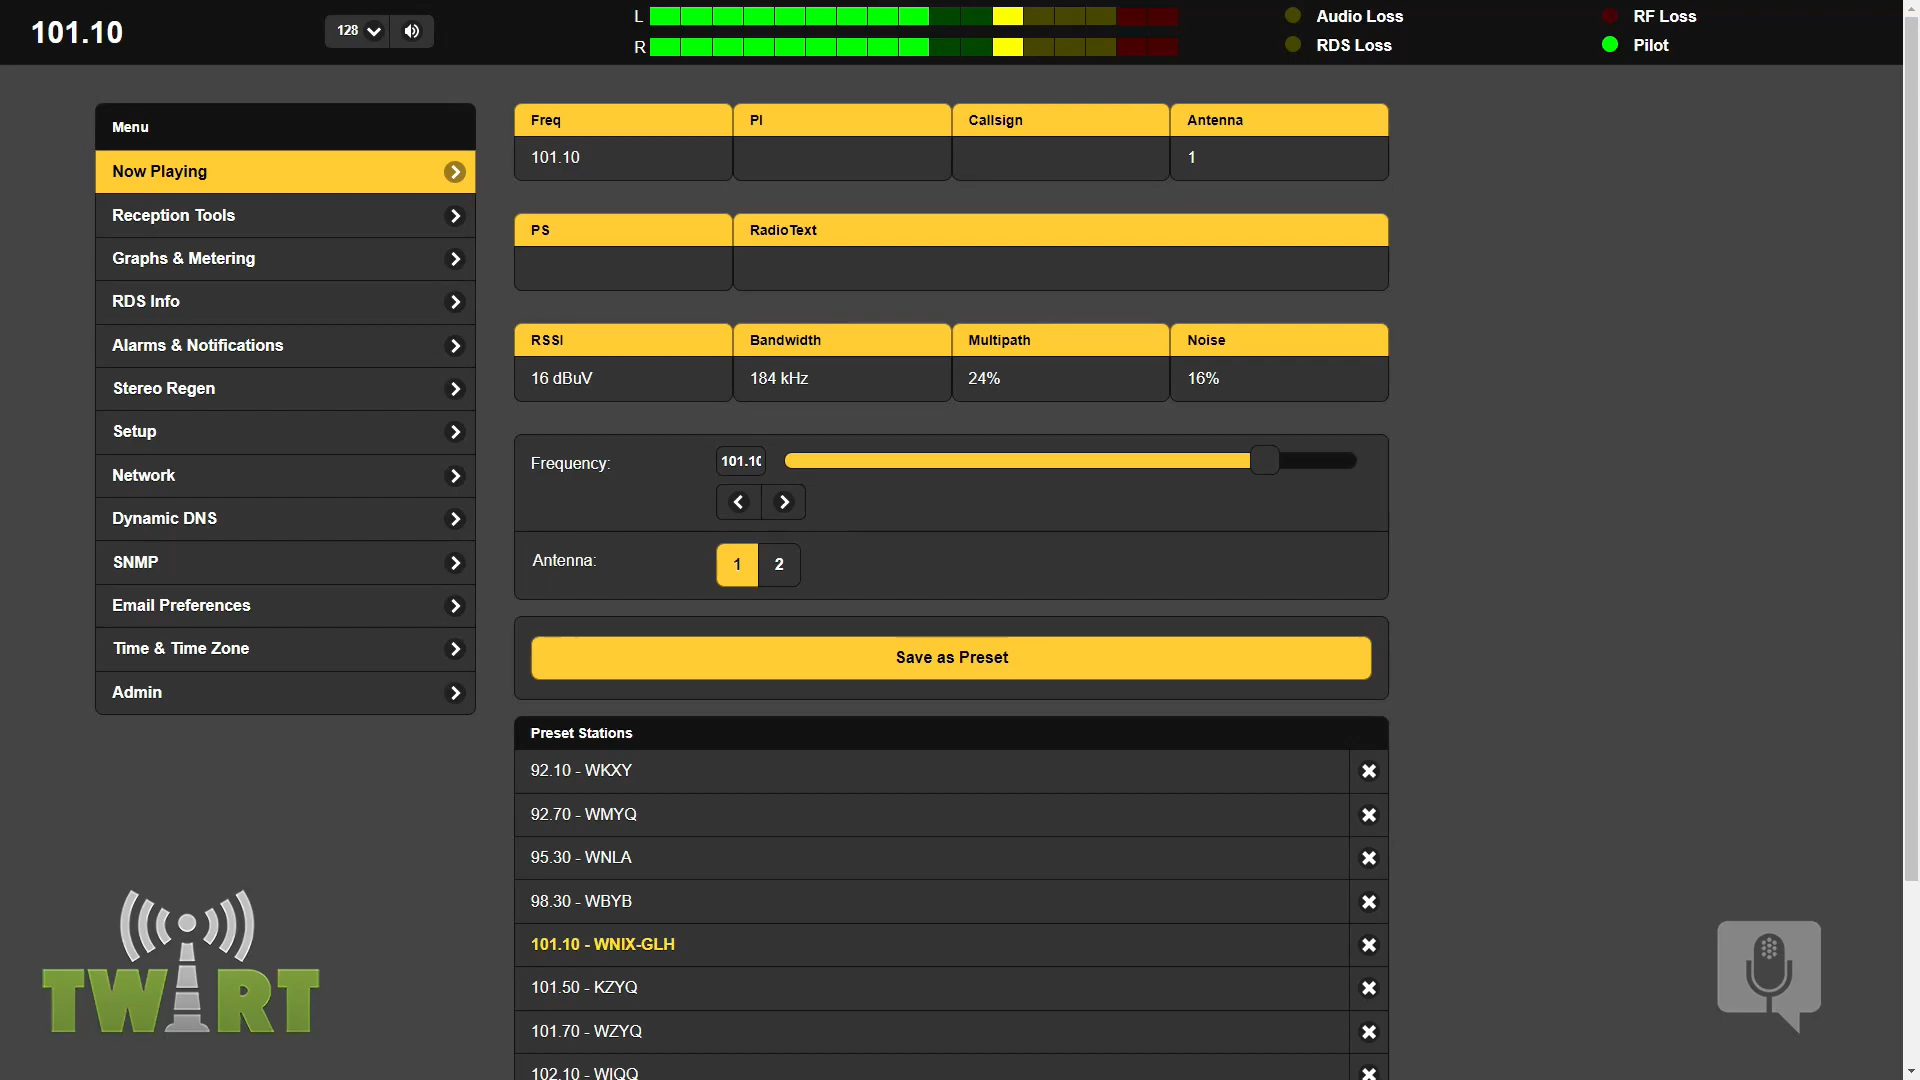 101.10
128
L
R
Audio Loss
RDS Loss
RF Loss
Pilot
Menu
Now Playing
Reception Tools
Graphs & Metering
RDS Info
Alarms & Notifications
Stereo Regen
Setup
Network
Dynamic DNS
SNMP
Email Preferences
Time & Time Zone
Admin
Freq PI Callsign Antenna
101.10 1
PS RadioText
RSSI Bandwidth Multipath Noise
16 dBuV 184 kHz 24% 16%
Frequency: 101.10
Antenna: 1 2
Save as Preset
Preset Stations
92.10 - WKXY
92.70 - WMYQ
95.30 - WNLA
98.30 - WBYB
101.10 - WNIX-GLH
101.50 - KZYQ
101.70 - WZYQ
102.10 - WIQQ
TWIRT